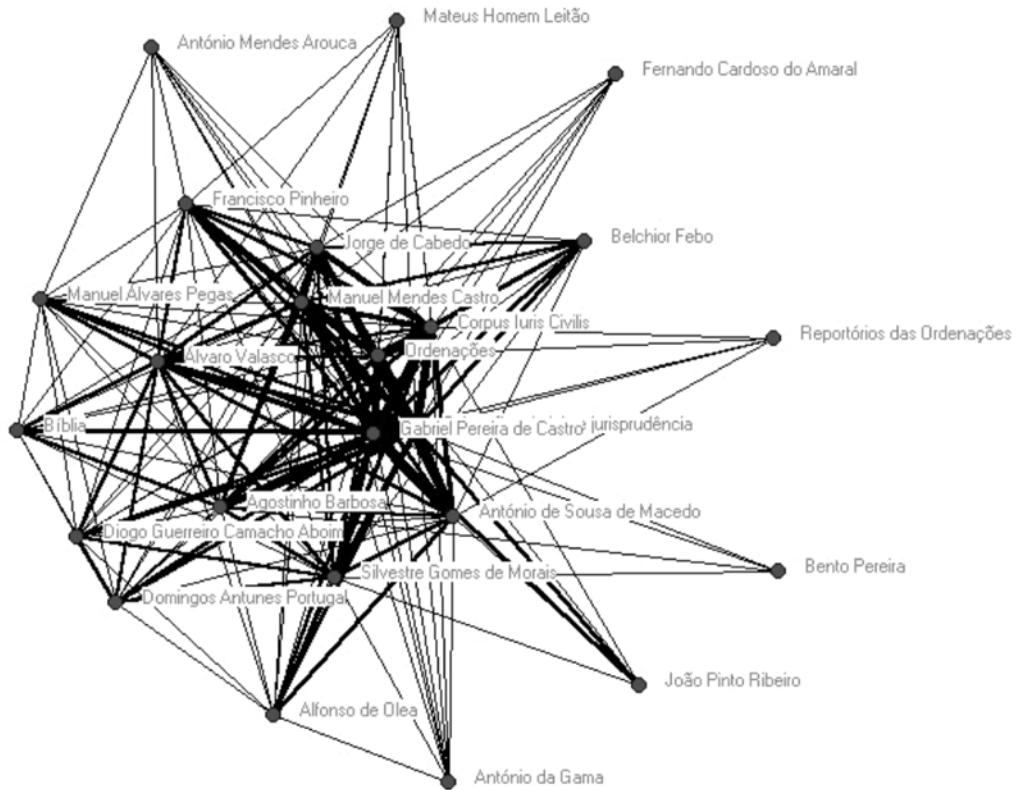 Mateus Homem Leitão
António Mendes Arouca
Fernando Cardoso do Amaral
Francisco Pinheiro
Belchior Febo
Jorge de Cabedo
Manuel Álvares Pegas
Manuel Mendes Castro
Corpus Iuris Civilis
Reportórios das Ordenações
Álvaro Valasco
Ordenações
Bíblia
Gabriel Pereira de Castro
jurisprudência
Agostinho Barbosa
António de Sousa de Macedo
Diogo Guerreiro Camacho Aboim
Silvestre Gomes de Morais
Bento Pereira
Domingos Antunes Portugal
João Pinto Ribeiro
Alfonso de Olea
António da Gama